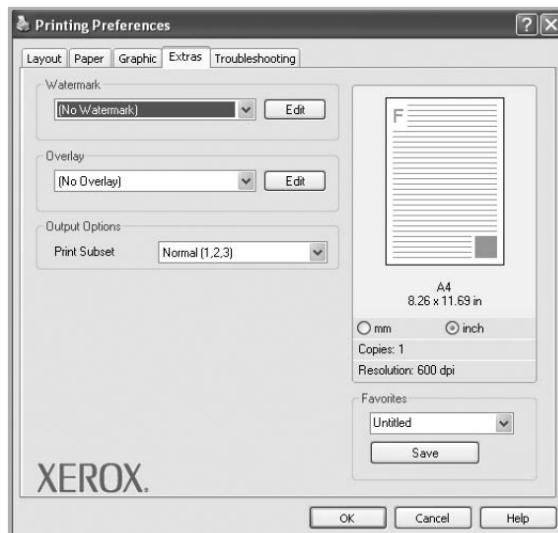 Printing Preferences
Layout Paper Graphic Extras Troubleshooting
Watermark
(No Watermark) Edit
Overlay
(No Overlay) Edit
Output Options
Print Subset Normal (1,2,3)
F
A4
8.26 x 11.69 in
mm inch
Copies: 1
Resolution: 600 dpi
Favorites
Untitled
Save
XEROX.
OK Cancel Help